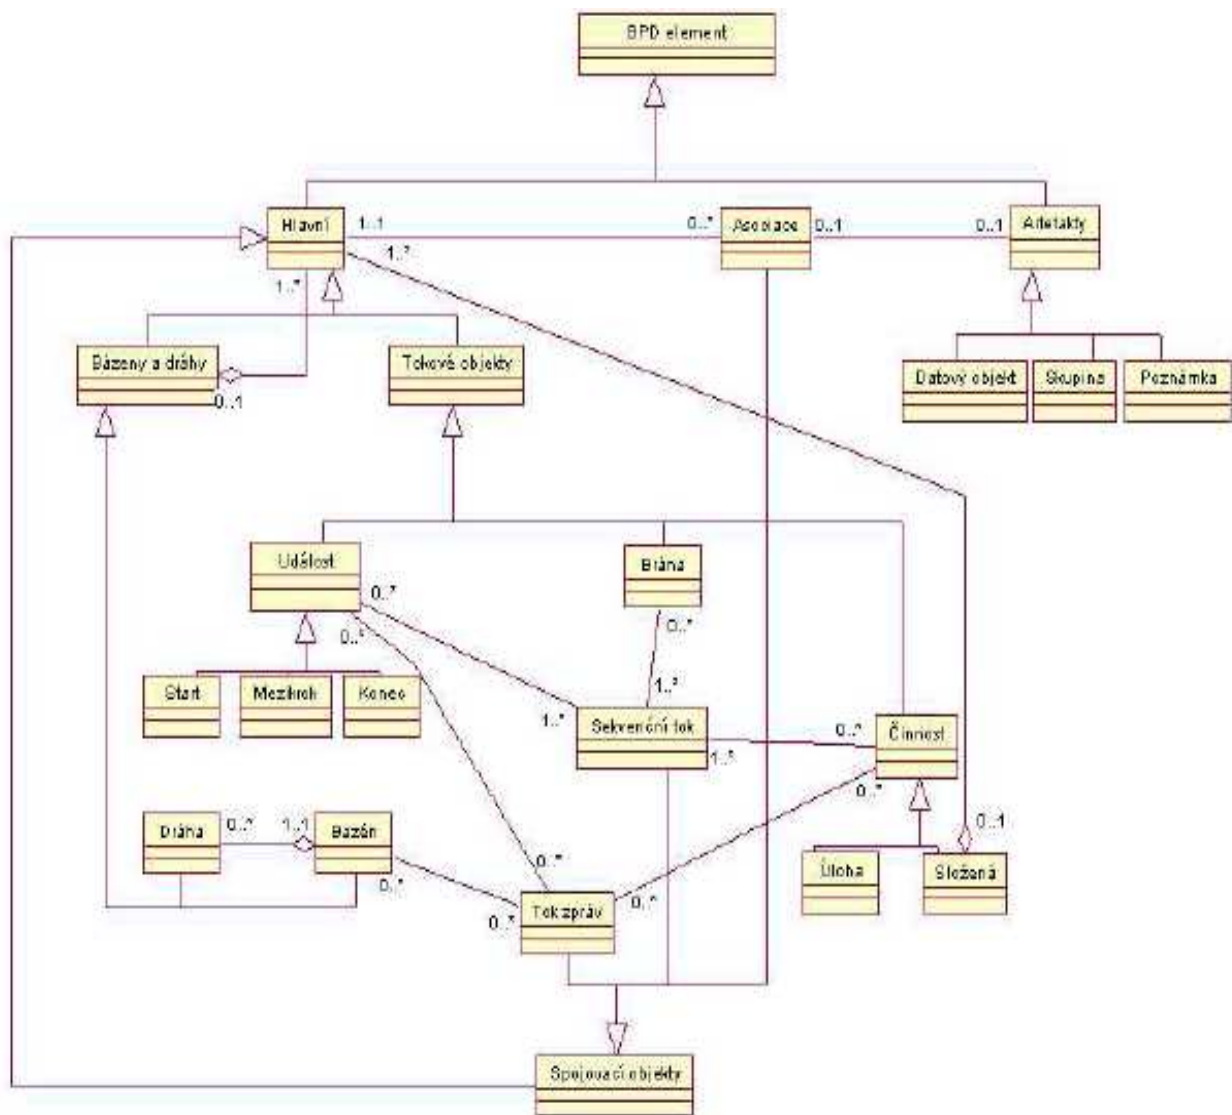 BPD element
Hlavní
1..1
0..*
Asociace
0..1
0..1
Artefakty
1..*
1..*
Bázeny a dráhy
0..1
Tokové objekty
Datový objekt
Skupina
Poznámka
Událost
0..*
0..*
Brána
0..*
Start
Mezikrok
Konec
1..*
1..*
Sekvenční tok
1..*
0..*
Činnost
0..*
Dráha
0..*
1..1
Bazén
0..*
0..*
0..*
Tok zpráv
0..*
0..1
Úloha
Složená
Spojovací objekty